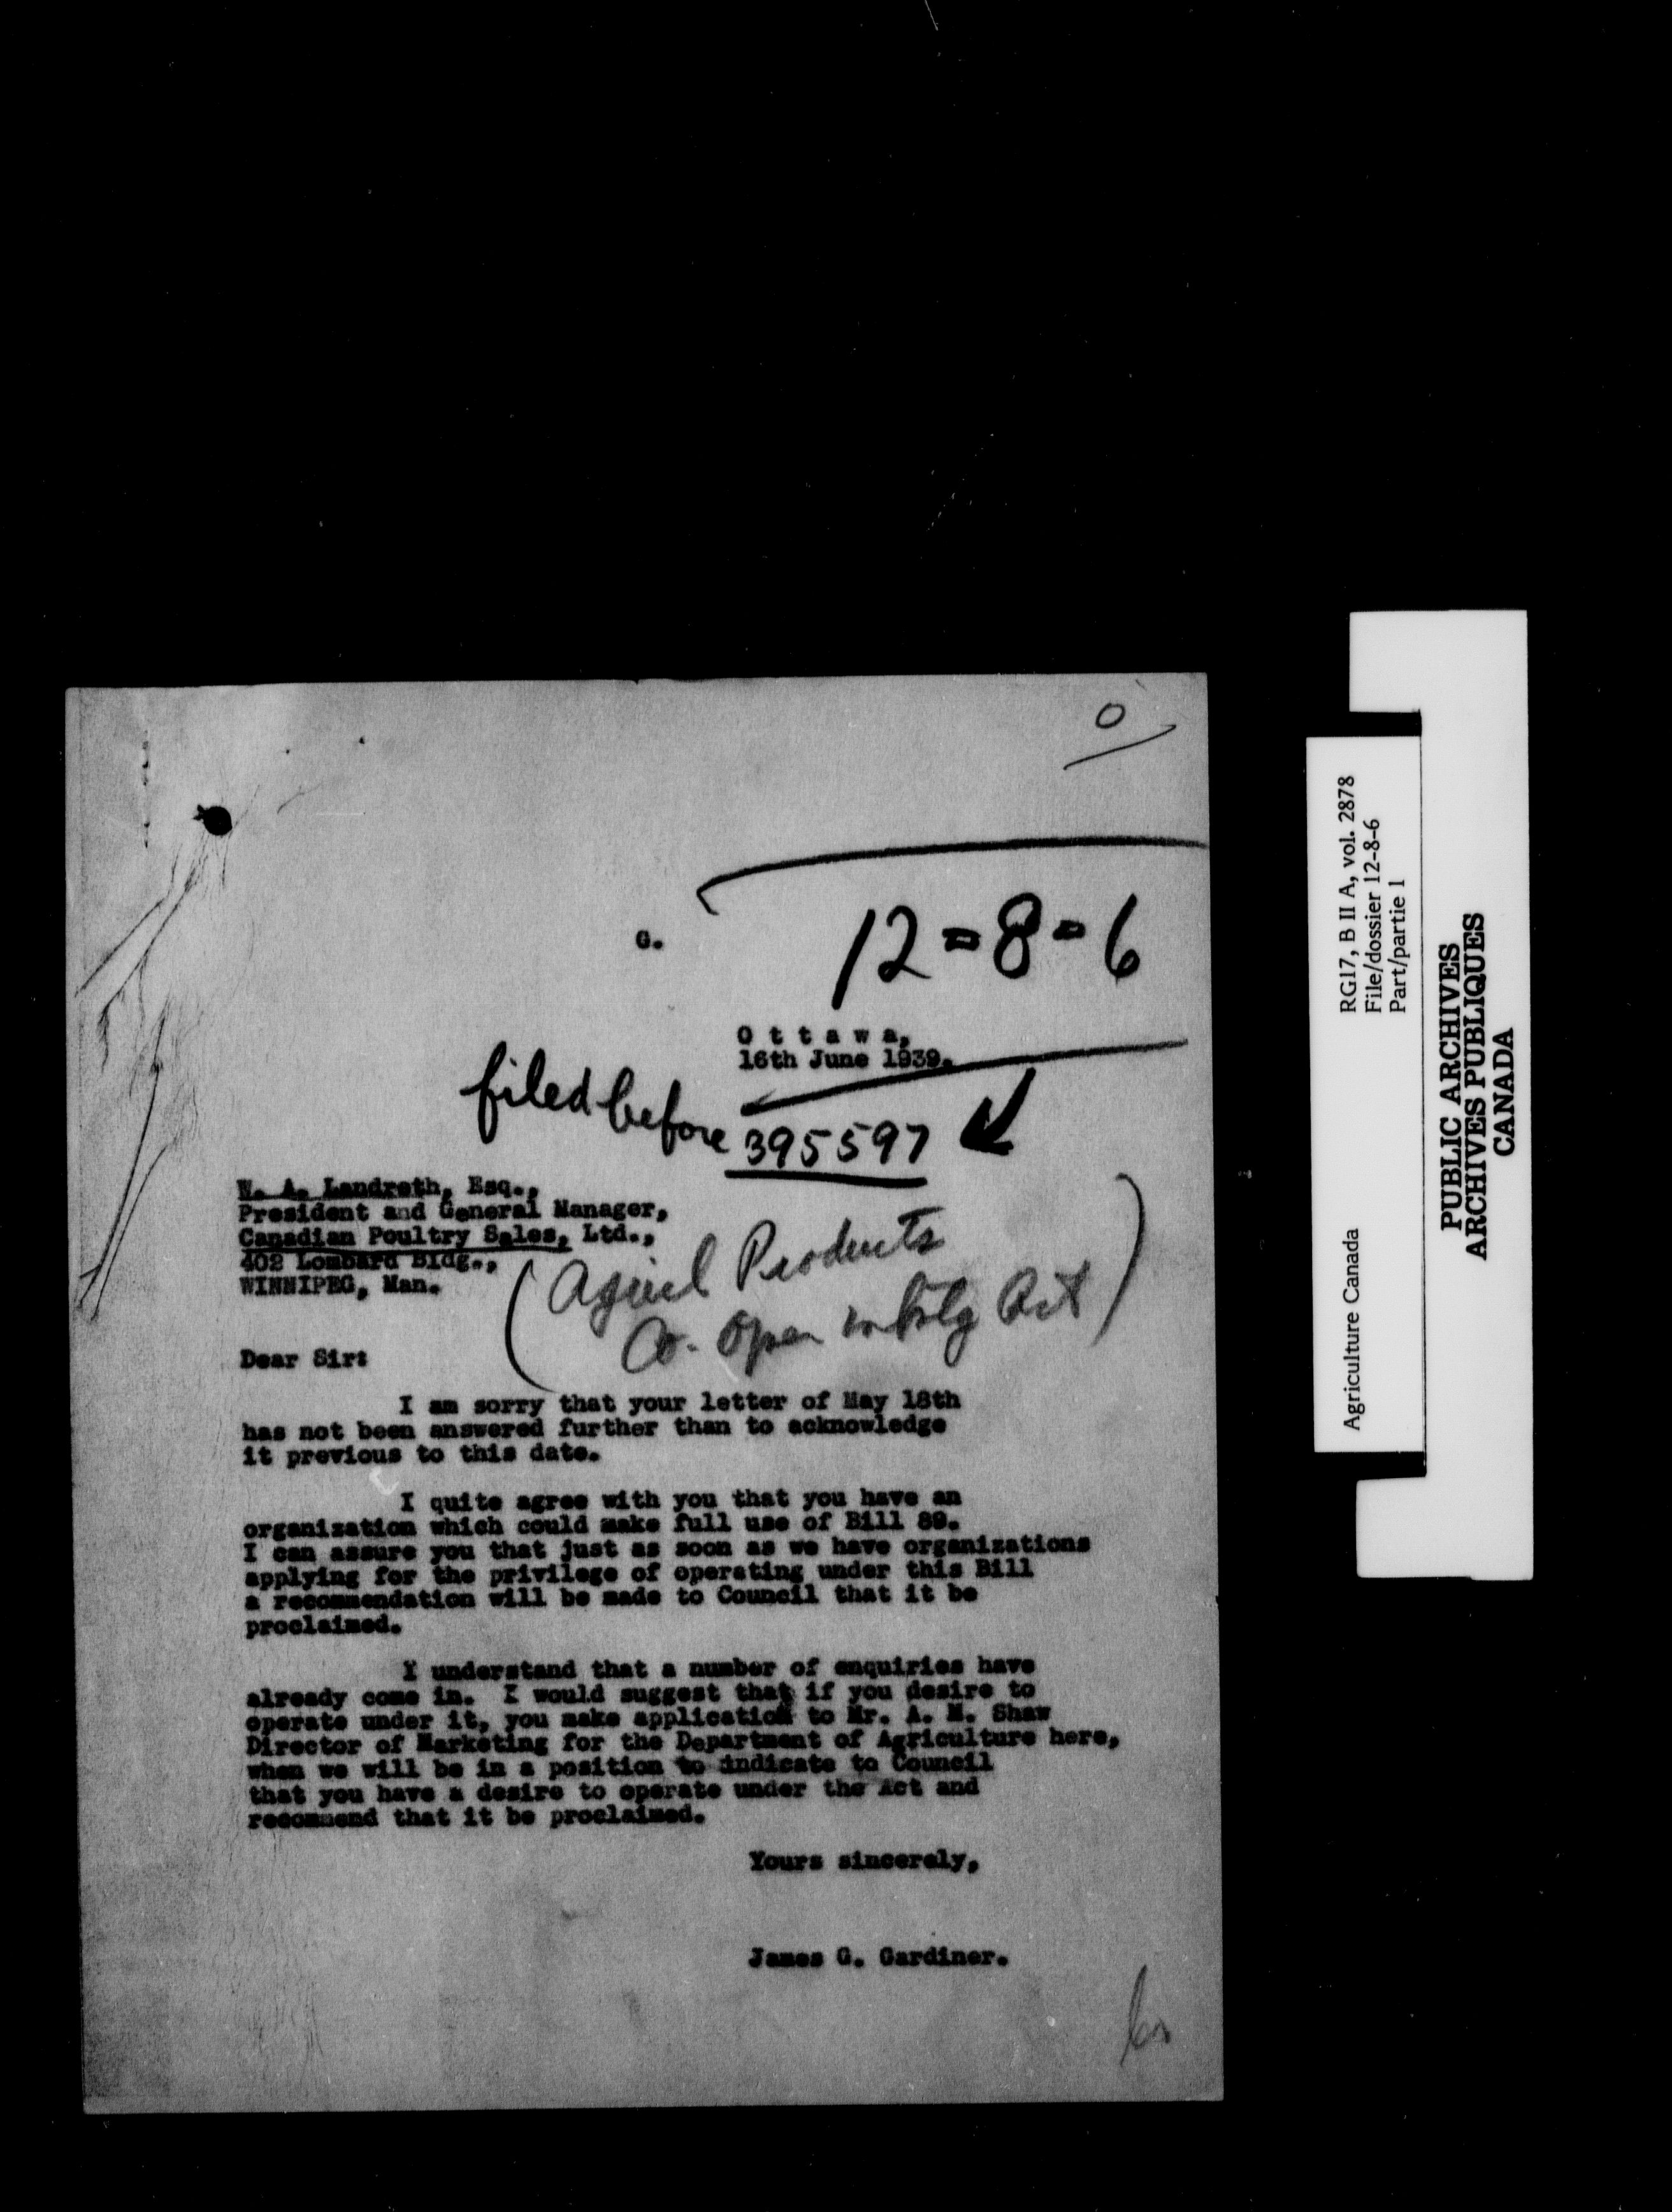 0
G.
12-8-6
O t t a w a,
16th June 1939.
filed before 395597
W. A. Landreth, Esq.,
President and General Manager,
Canadian Poultry Sales, Ltd.,
402 Lombard Bldg.,
WINNIPEG, Man.
(Agricl Products
Co. Oper mktg Act)
Dear Sir:
I am sorry that your letter of May 18th
has not been answered further than to acknowledge
it previous to this date.
I quite agree with you that you have an
organization which could make full use of Bill 89.
I can assure you that just as soon as we have organizations
applying for the privilege of operating under this Bill
a recommendation will be made to Council that it be
proclaimed.
I understand that a number of enquiries have
already come in. I would suggest that if you desire to
operate under it, you make application to Mr. A. M. Shaw
Director of Marketing for the Department of Agriculture here,
when we will be in a position to indicate to Council
that you have a desire to operate under the Act and
recommend that it be proclaimed.
Yours sincerely,
James G. Gardiner.
Agriculture Canada
RG17, B II A, vol. 2878
File/dossier 12-8-6
Part/partie 1
PUBLIC ARCHIVES
ARCHIVES PUBLIQUES
CANADA